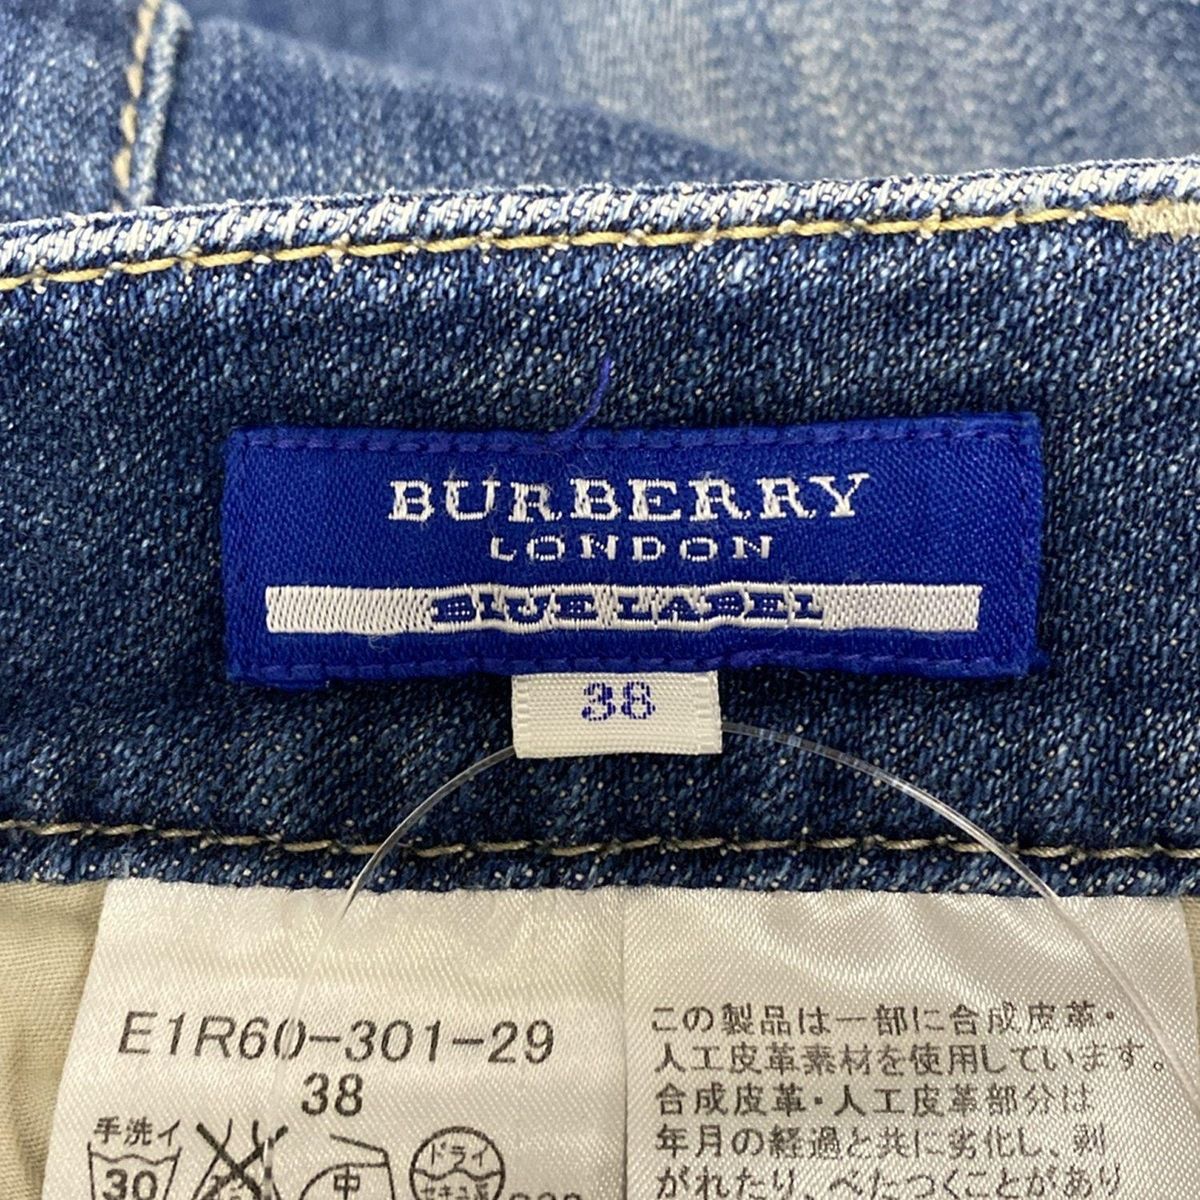 BURBERRY
LONDON
BLUE LABEL
38
E1R60-301-29
38
手洗イ
30
中
ドライ
この製品は一部に合成皮革・
人工皮革素材を使用しています。
合成皮革・人工皮革部分は
年月の経過と共に劣化し、剥
がれたり、べたつくことがあり